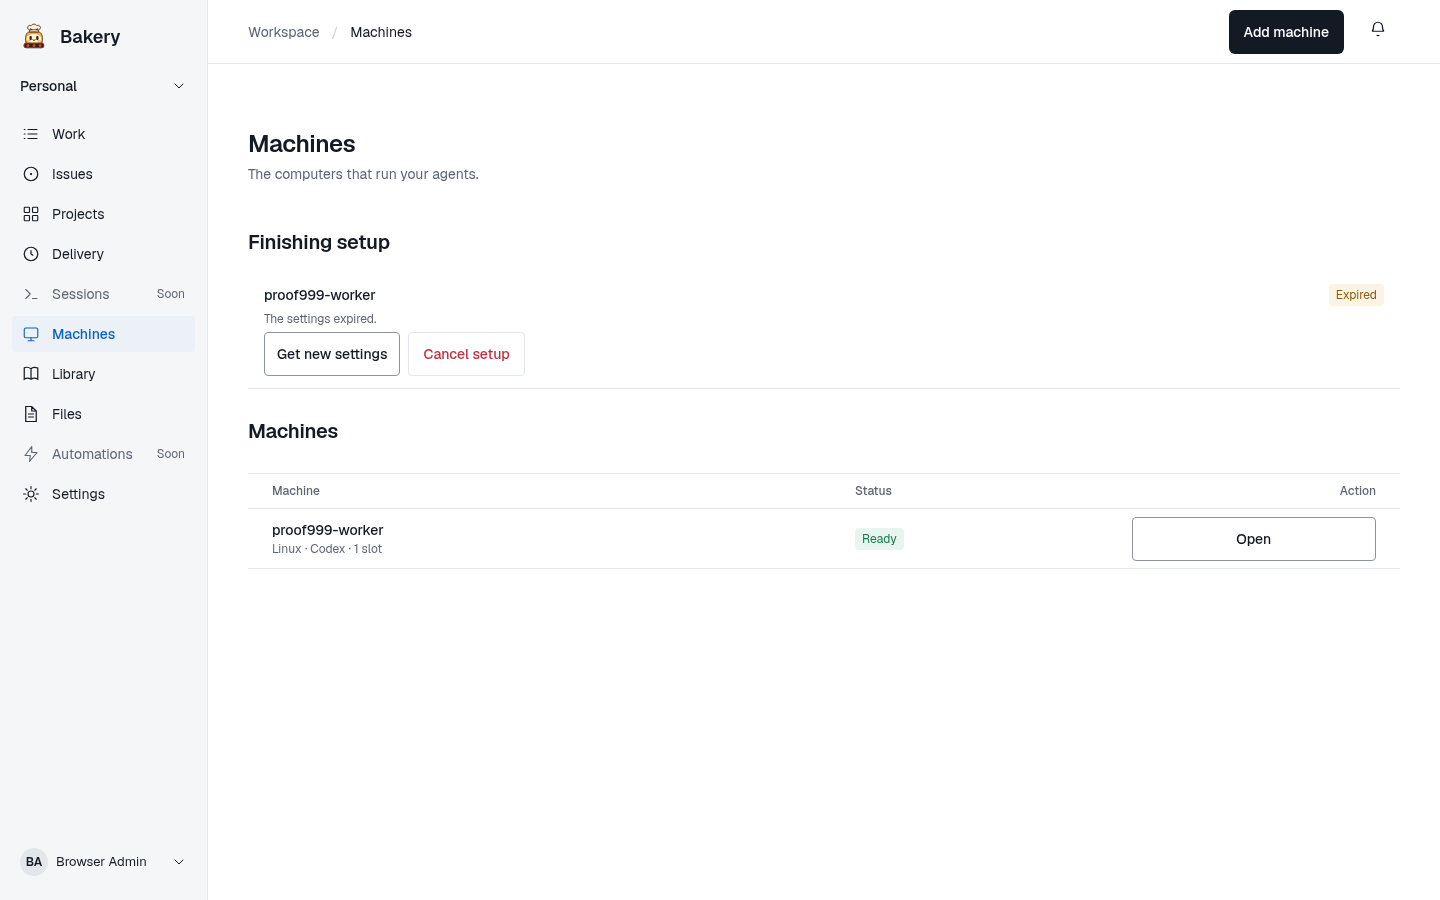 Bakery
Personal
Work
Issues
Projects
Delivery
Sessions Soon
Machines
Library
Files
Automations Soon
Settings
BA Browser Admin
Workspace / Machines
Add machine
Machines
The computers that run your agents.
Finishing setup
proof999-worker Expired
The settings expired.
Get new settings Cancel setup
Machines
Machine Status Action
proof999-worker
Linux · Codex · 1 slot
Ready
Open